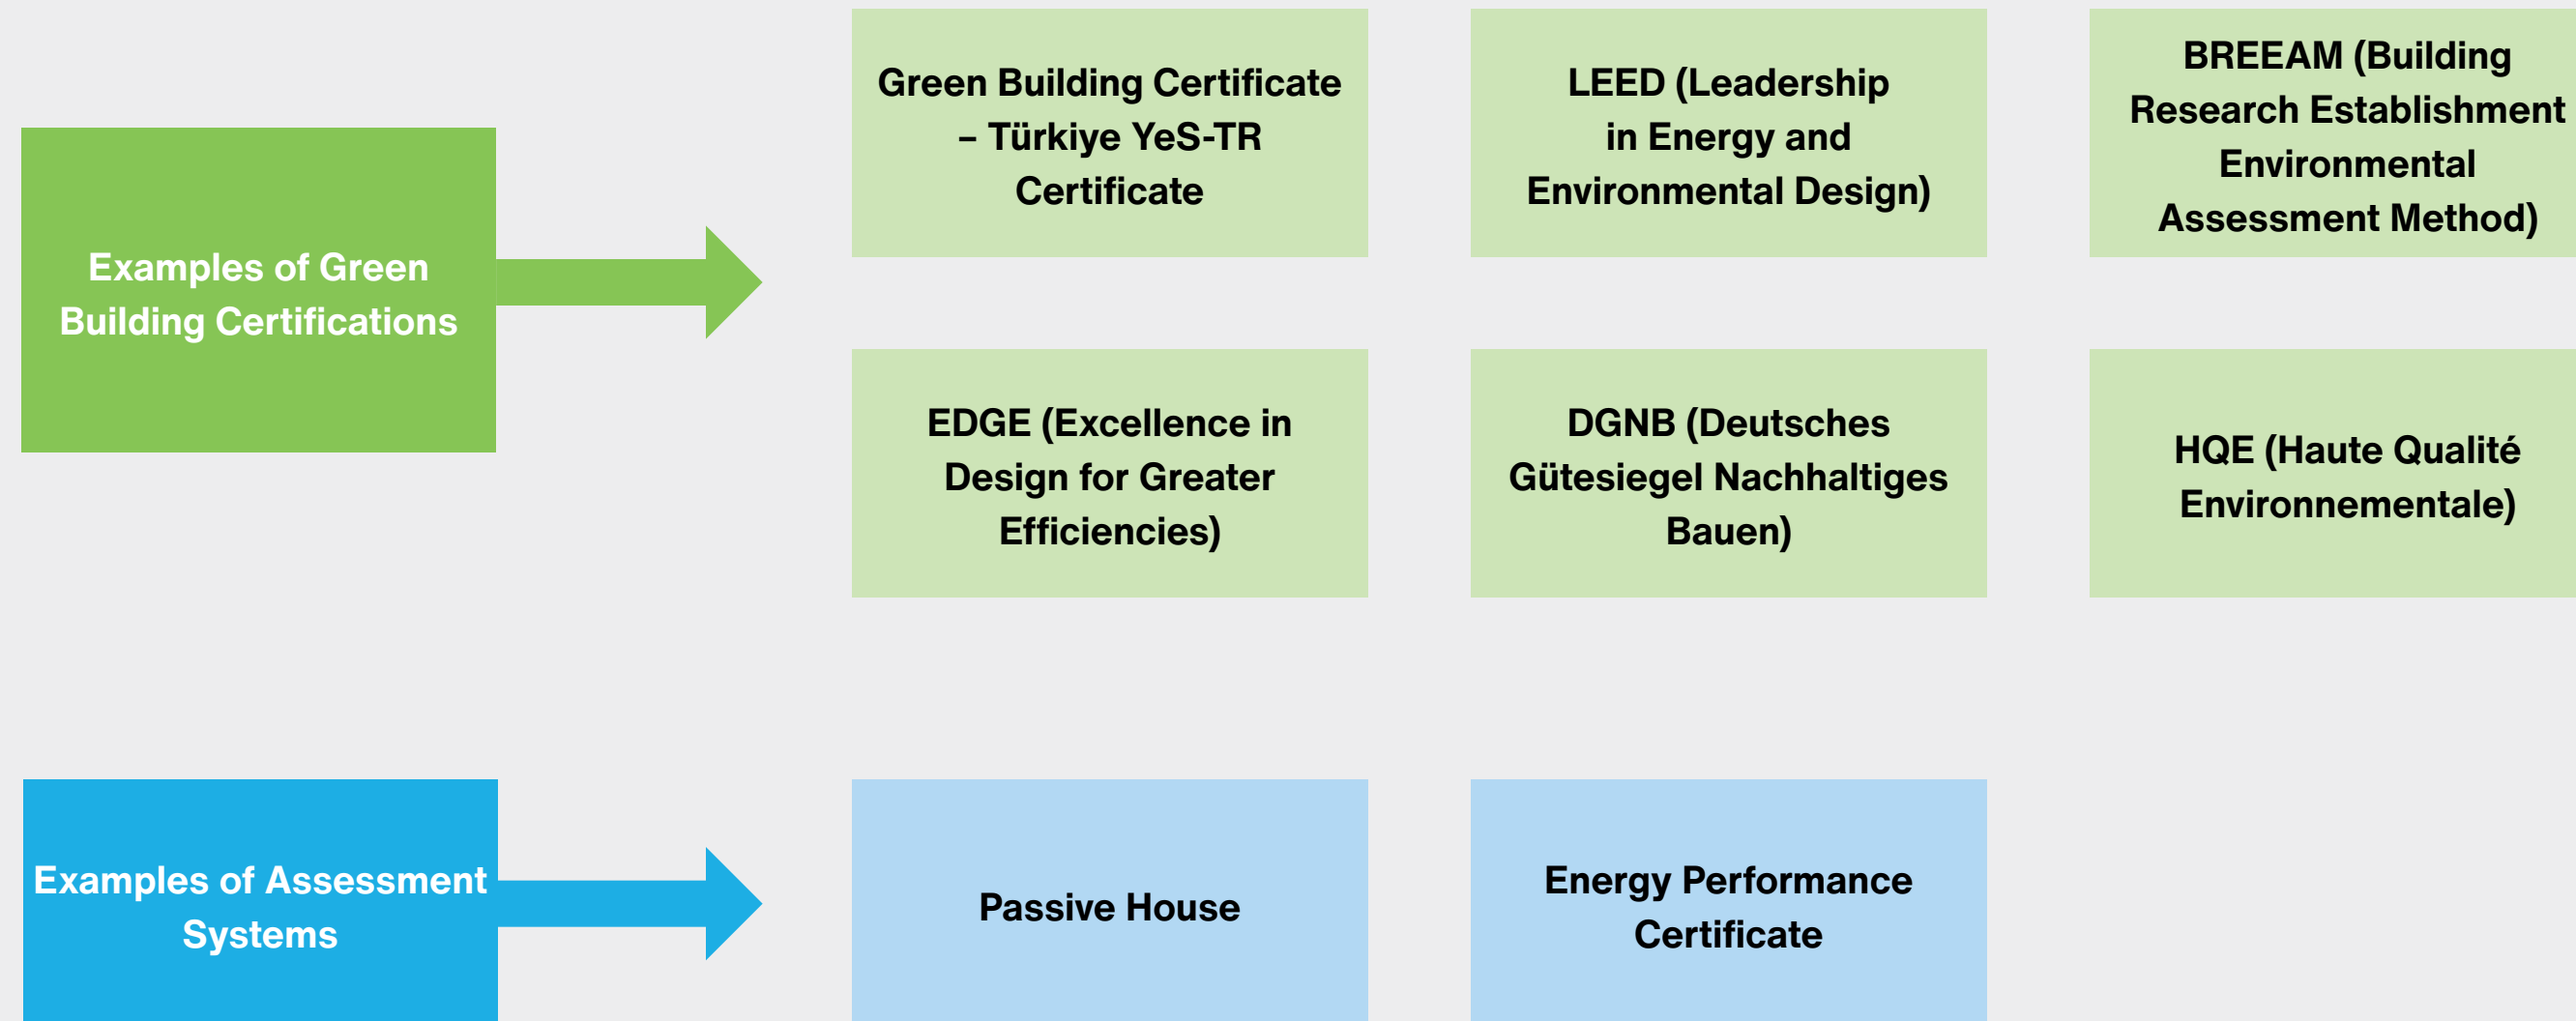 Examples of Green
Building Certifications
Green Building Certificate
– Türkiye YeS-TR
Certificate
LEED (Leadership
in Energy and
Environmental Design)
BREEAM (Building
Research Establishment
Environmental
Assessment Method)
EDGE (Excellence in
Design for Greater
Efficiencies)
DGNB (Deutsches
Gütesiegel Nachhaltiges
Bauen)
HQE (Haute Qualité
Environnementale)
Examples of Assessment
Systems
Passive House
Energy Performance
Certificate